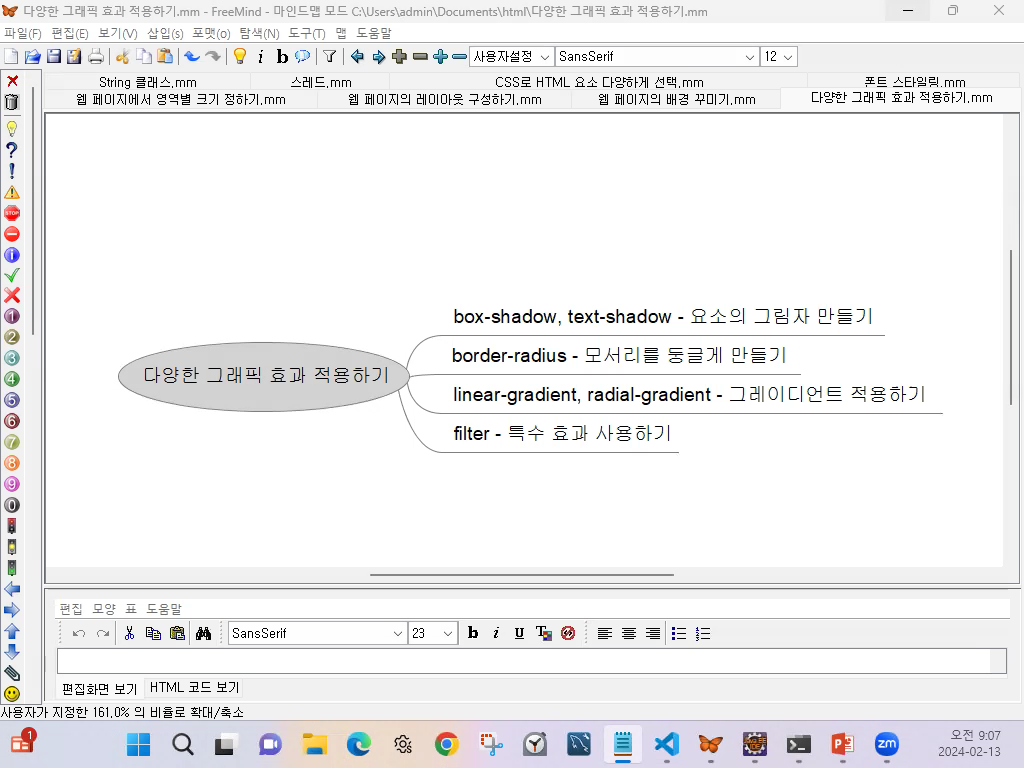 다양한 그래픽 효과 적용하기.mm - FreeMind - 마인드맵 모드 C:\Users\admin\Documents\html\다양한 그래픽 효과 적용하기.mm
파일(F) 편집(E) 보기(V) 삽입(s) 포맷(o) 탐색(N) 도구(T) 맵 도움말
사용자설정 SansSerif 12
String 클래스.mm 스레드.mm CSS로 HTML 요소 다양하게 선택.mm 폰트 스타일링.mm
웹 페이지에서 영역별 크기 정하기.mm 웹 페이지의 레이아웃 구성하기.mm 웹 페이지의 배경 꾸미기.mm 다양한 그래픽 효과 적용하기.mm
다양한 그래픽 효과 적용하기
box-shadow, text-shadow - 요소의 그림자 만들기
border-radius - 모서리를 둥글게 만들기
linear-gradient, radial-gradient - 그레이디언트 적용하기
filter - 특수 효과 사용하기
편집 모양 표 도움말
SansSerif 23
편집화면 보기 HTML 코드 보기
사용자가 지정한 161.0% 의 비율로 확대/축소
오전 9:07
2024-02-13